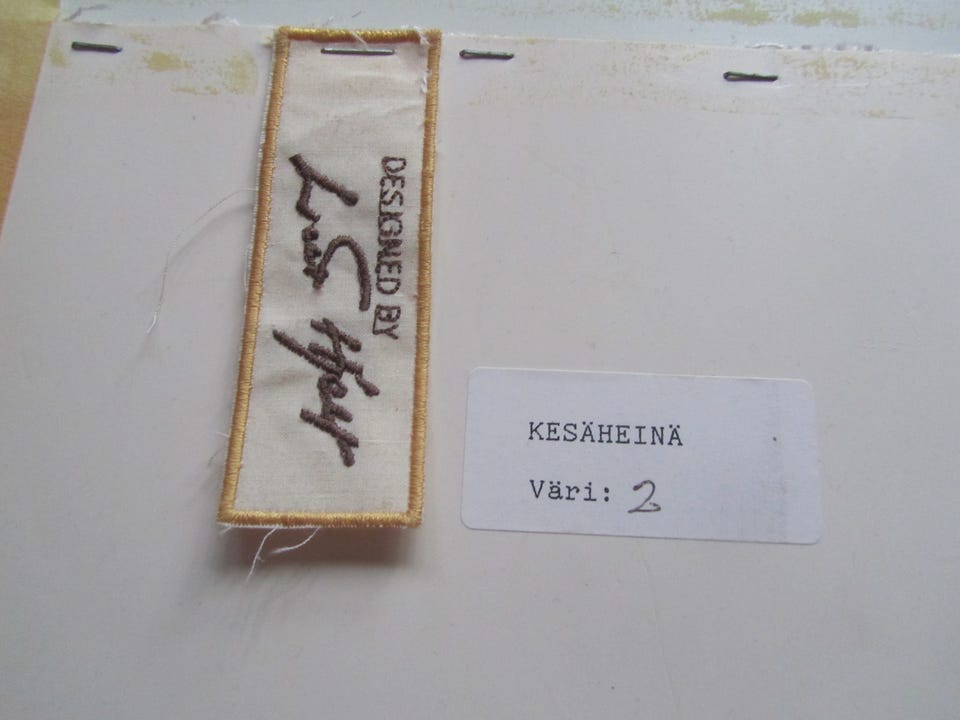 DESIGNED BY
KESÄHEINÄ
Väri: 2